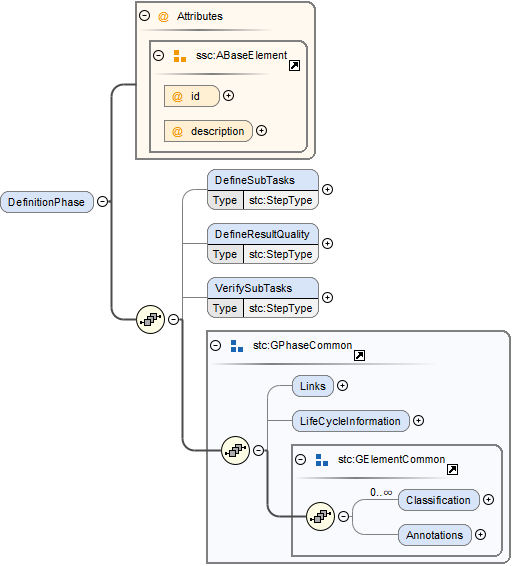 @ Attributes
ssc:ABaseElement
@ id
@ description
DefinitionPhase
DefineSubTasks
Type stc:StepType
DefineResultQuality
Type stc:StepType
VerifySubTasks
Type stc:StepType
stc:GPhaseCommon
Links
LifeCycleInformation
stc:GElementCommon
0..∞
Classification
Annotations